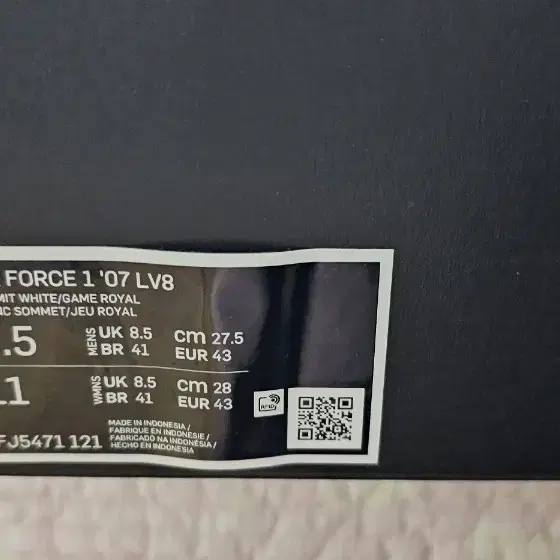 FORCE 1 '07 LV8
MIT WHITE/GAME ROYAL
NC SOMMET/JEU ROYAL
.5 MENS UK 8.5 CM 27.5
BR 41 EUR 43
11 WMNS UK 8.5 CM 28
BR 41 EUR 43
RFID
FJ5471 121
MADE IN INDONESIA /
FABRIQUE EN INDONESIE /
FABRICADO NA INDONÉSIA /
HECHO EN INDONESIA